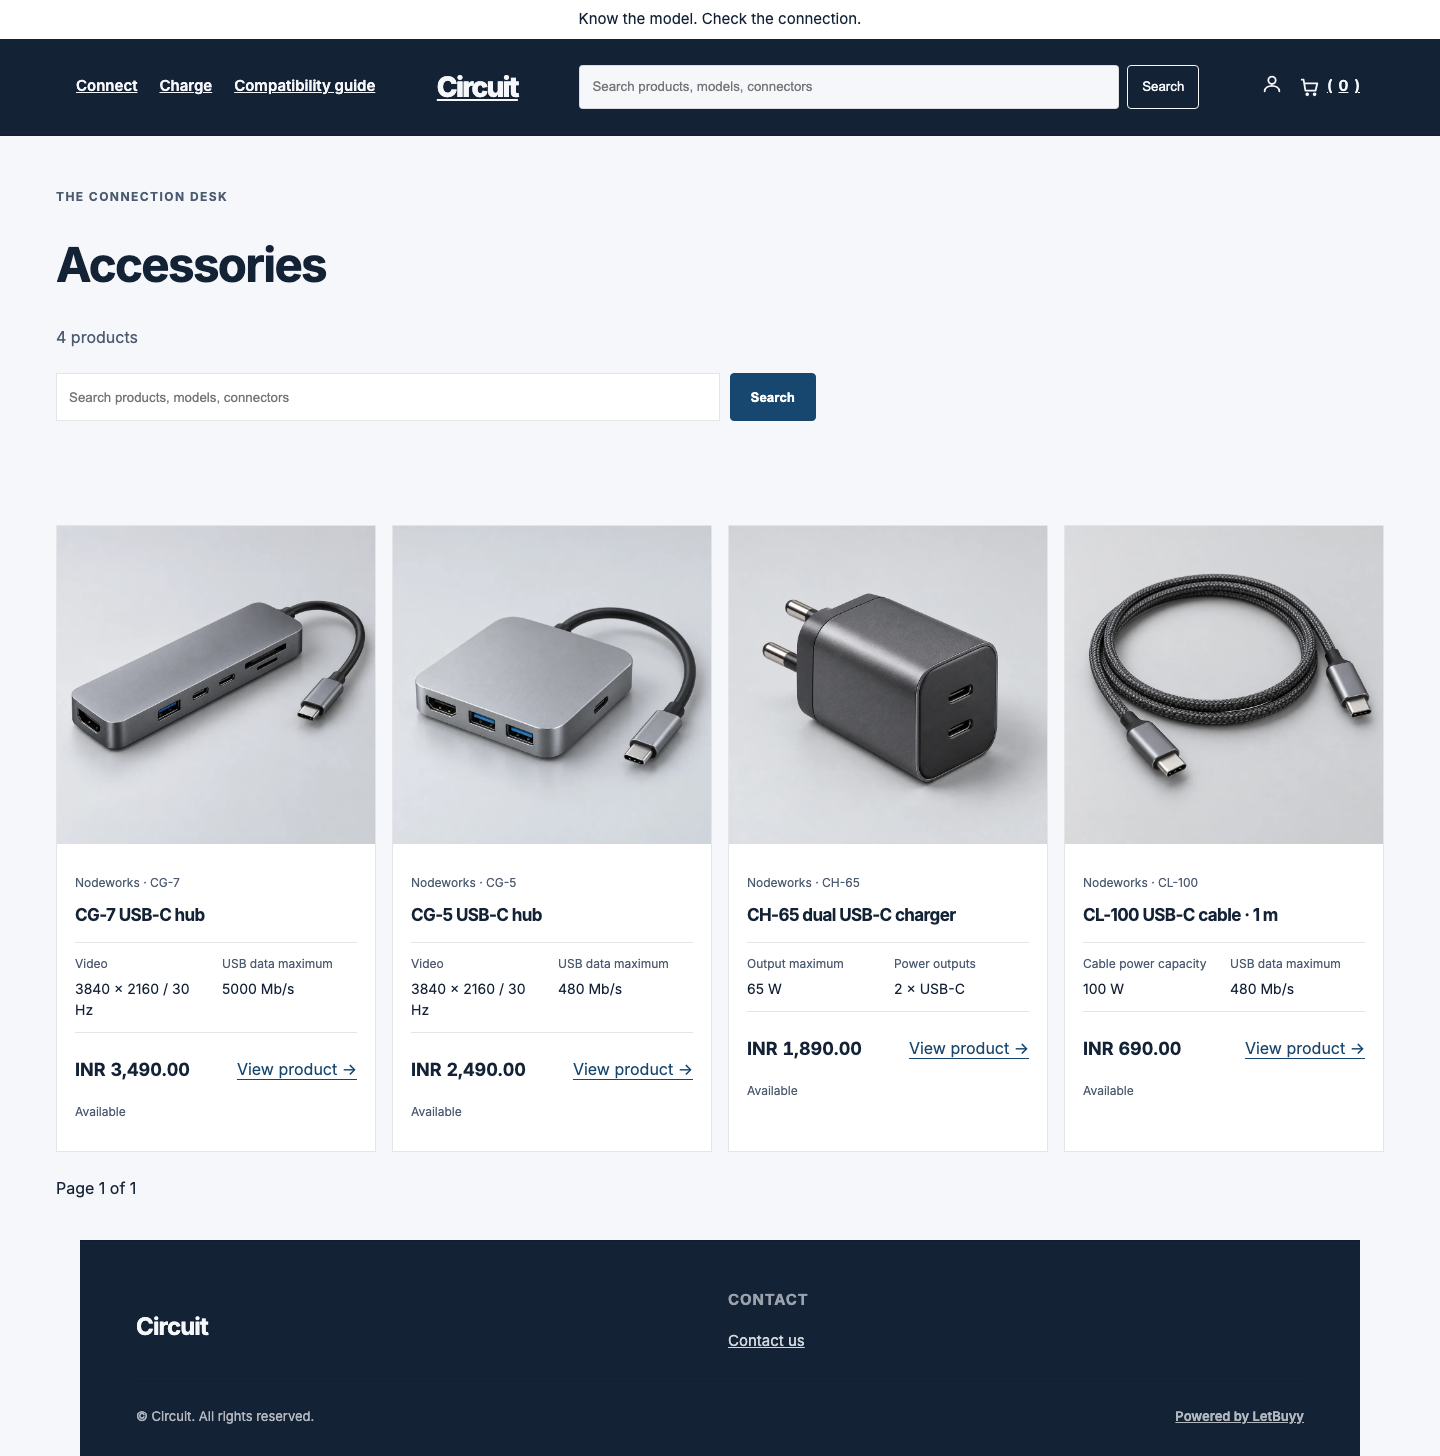 Know the model. Check the connection.
Connect Charge Compatibility guide Circuit Search products, models, connectors Search ( 0 )
THE CONNECTION DESK
Accessories
4 products
Search products, models, connectors Search
Nodeworks · CG-7
CG-7 USB-C hub
Video USB data maximum
3840 × 2160 / 30 Hz 5000 Mb/s
INR 3,490.00 View product →
Available
Nodeworks · CG-5
CG-5 USB-C hub
Video USB data maximum
3840 × 2160 / 30 Hz 480 Mb/s
INR 2,490.00 View product →
Available
Nodeworks · CH-65
CH-65 dual USB-C charger
Output maximum Power outputs
65 W 2 × USB-C
INR 1,890.00 View product →
Available
Nodeworks · CL-100
CL-100 USB-C cable · 1 m
Cable power capacity USB data maximum
100 W 480 Mb/s
INR 690.00 View product →
Available
Page 1 of 1
Circuit
CONTACT
Contact us
© Circuit. All rights reserved. Powered by LetBuyy